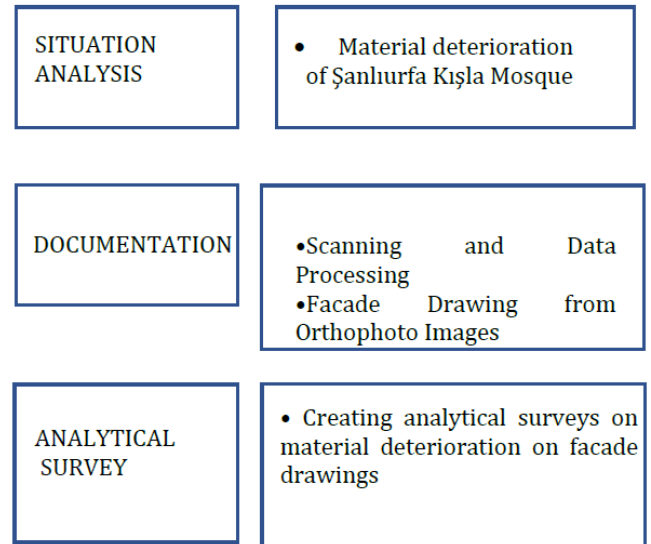 SITUATION
ANALYSIS
• Material deterioration
of Şanlıurfa Kışla Mosque
DOCUMENTATION
•Scanning and Data
Processing
•Facade Drawing from
Orthophoto Images
ANALYTICAL
SURVEY
• Creating analytical surveys on
material deterioration on facade
drawings